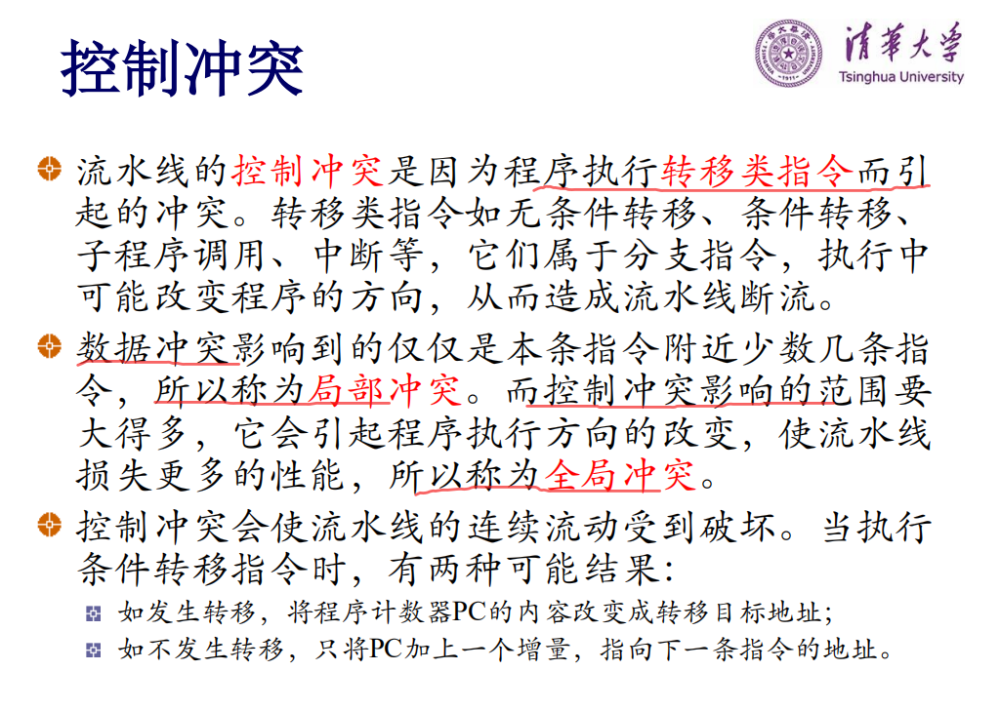 控制冲突
清华大学
Tsinghua University
流水线的控制冲突是因为程序执行转移类指令而引
起的冲突。转移类指令如无条件转移、条件转移、
子程序调用、中断等，它们属于分支指令，执行中
可能改变程序的方向，从而造成流水线断流。
数据冲突影响到的仅仅是本条指令附近少数几条指
令，所以称为局部冲突。而控制冲突影响的范围要
大得多，它会引起程序执行方向的改变，使流水线
损失更多的性能，所以称为全局冲突。
控制冲突会使流水线的连续流动受到破坏。当执行
条件转移指令时，有两种可能结果：
如发生转移，将程序计数器PC的内容改变成转移目标地址；
如不发生转移，只将PC加上一个增量，指向下一条指令的地址。